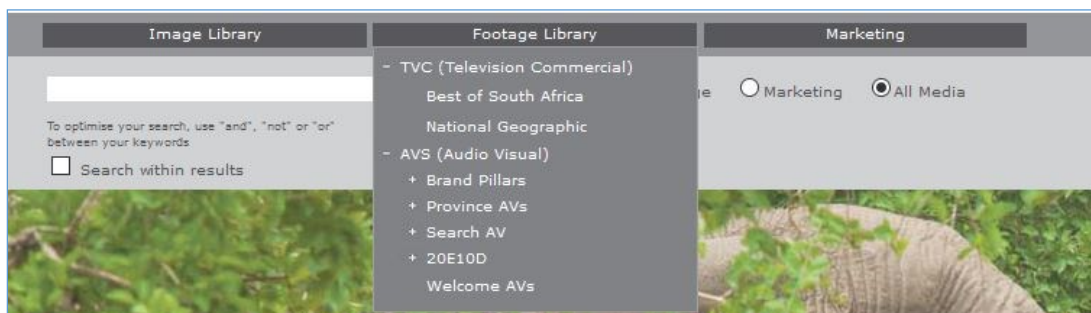 Image Library
Footage Library
Marketing
- TVC (Television Commercial)
Best of South Africa
National Geographic
- AVS (Audio Visual)
+ Brand Pillars
+ Province AVs
+ Search AV
+ 20E10D
Welcome AVs
Marketing
All Media
To optimise your search, use "and", "not" or "or"
between your keywords
Search within results